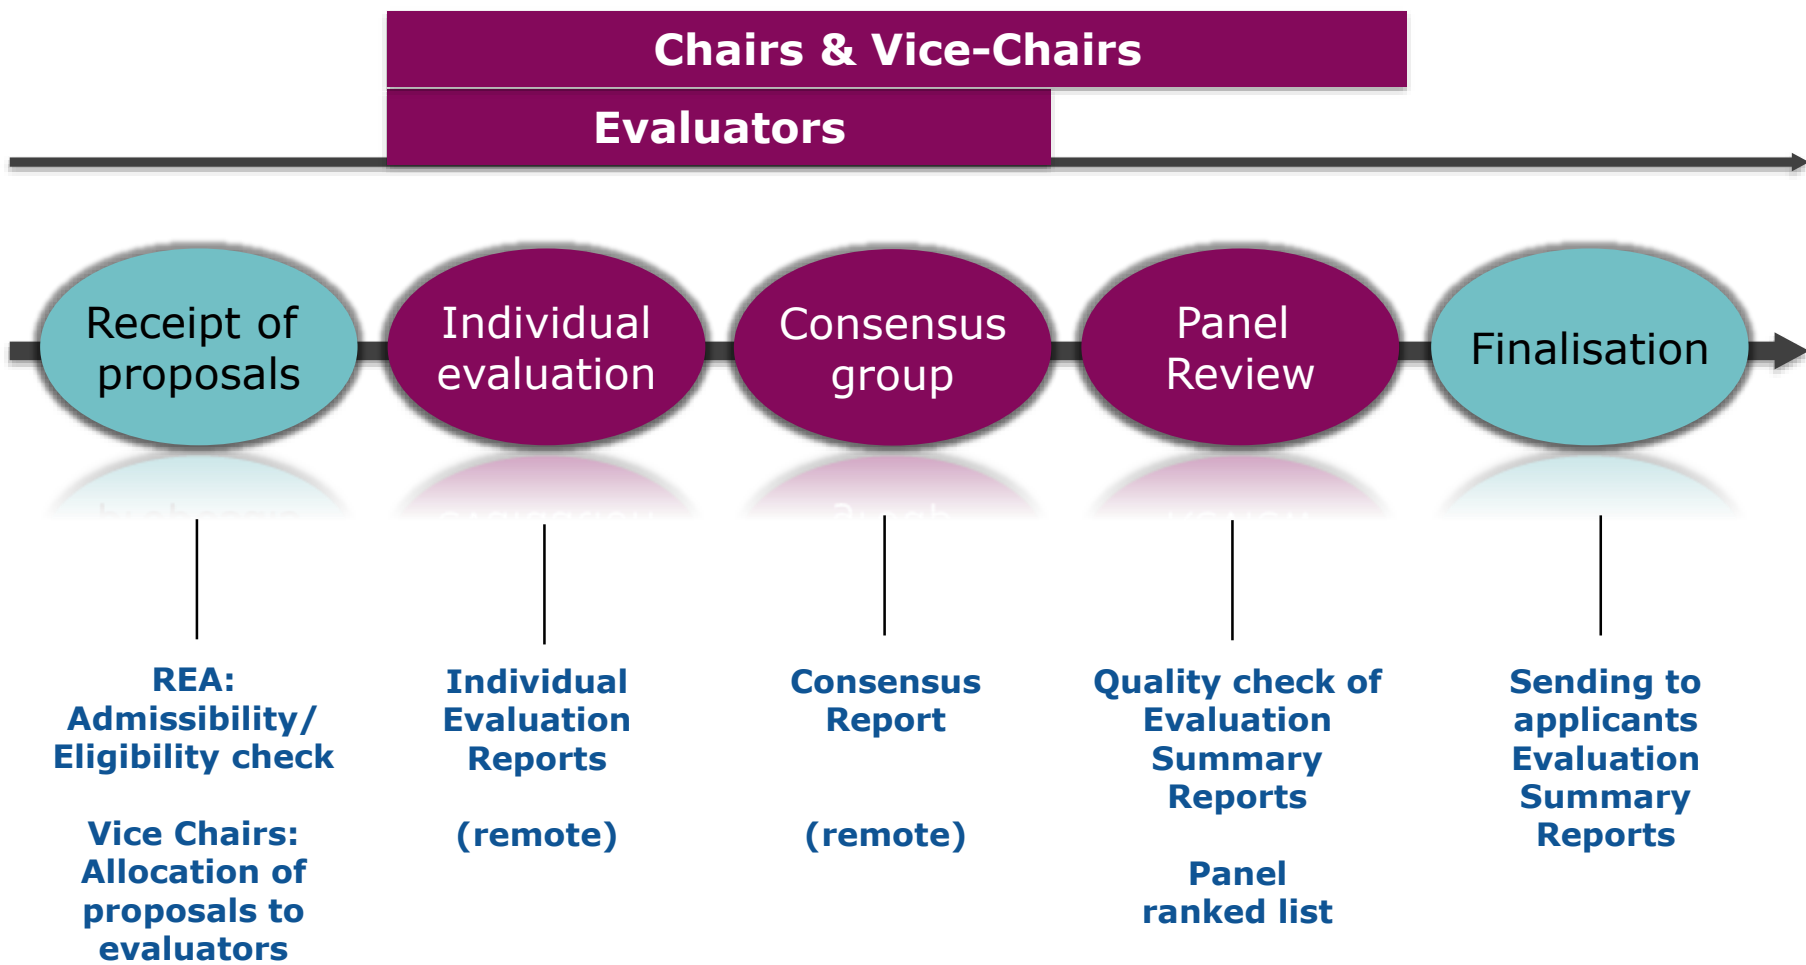 Chairs & Vice-Chairs
Evaluators
Receipt of
proposals
Individual
evaluation
Consensus
group
Panel
Review
Finalisation
REA:
Admissibility/
Eligibility check
Vice Chairs:
Allocation of
proposals to
evaluators
Individual
Evaluation
Reports
(remote)
Consensus
Report
(remote)
Quality check of
Evaluation
Summary
Reports
Panel
ranked list
Sending to
applicants
Evaluation
Summary
Reports